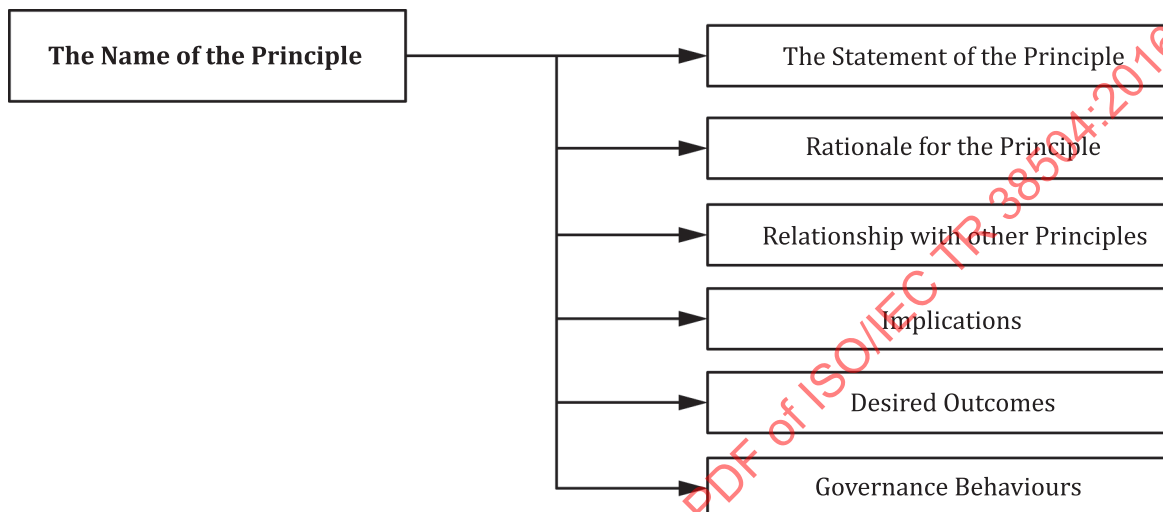 The Name of the Principle
The Statement of the Principle
Rationale for the Principle
Relationship with other Principles
Implications
Desired Outcomes
Governance Behaviours
PDF of ISO/IEC TR 38504:2016